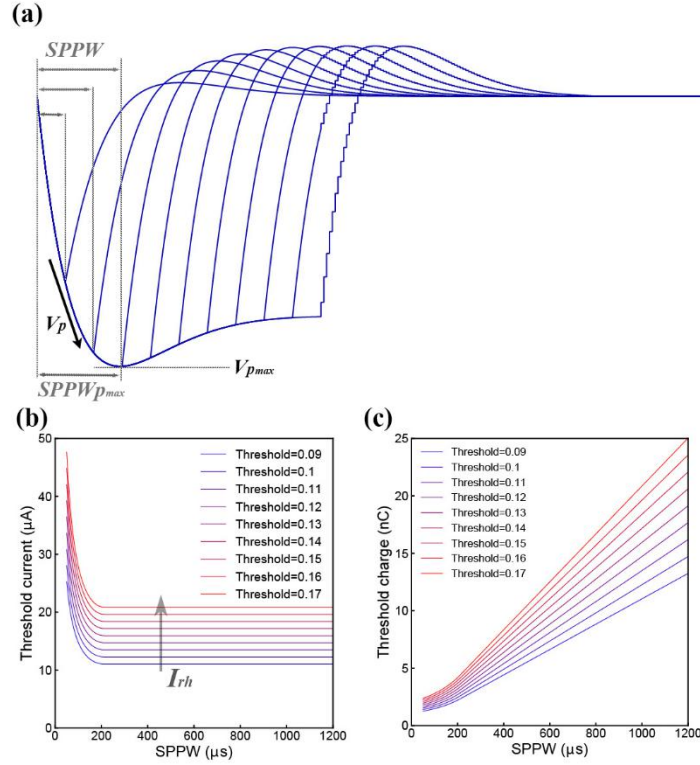 (a)
SPPW
Vp
Vpmax
SPPWpmax
(b)
50
40
30
20
10
0
Threshold current (μA)
Threshold=0.09
Threshold=0.1
Threshold=0.11
Threshold=0.12
Threshold=0.13
Threshold=0.14
Threshold=0.15
Threshold=0.16
Threshold=0.17
Irh
0 200 400 600 800 1000 1200
SPPW (μs)
(c)
25
20
15
10
5
0
Threshold charge (nC)
Threshold=0.09
Threshold=0.1
Threshold=0.11
Threshold=0.12
Threshold=0.13
Threshold=0.14
Threshold=0.15
Threshold=0.16
Threshold=0.17
0 200 400 600 800 1000 1200
SPPW (μs)